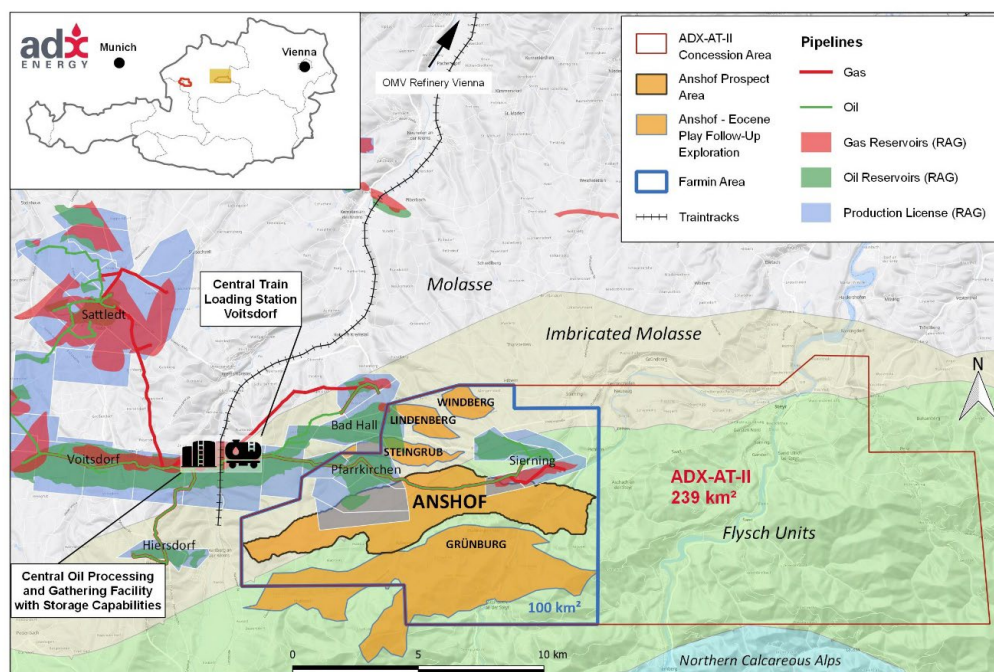 adx
ENERGY
Munich
Vienna
OMV Refinery Vienna
ADX-AT-II
Concession Area
Anshof Prospect
Area
Anshof - Eocene
Play Follow-Up
Exploration
Farmin Area
Traintracks
Pipelines
Gas
Oil
Gas Reservoirs (RAG)
Oil Reservoirs (RAG)
Production License (RAG)
Central Train
Loading Station
Voitsdorf
Molasse
Imbricated Molasse
N
Sattledt
WINDBERG
LINDENBERG
Bad Hall
STEINGRUB
Voitsdorf
Pfarrkirchen
Sierning
ANSHOF
ADX-AT-II
239 km²
Flysch Units
GRÜNBURG
Hiersdorf
Central Oil Processing
and Gathering Facility
with Storage Capabilities
100 km²
Northern Calcareous Alps
0 5 10 km